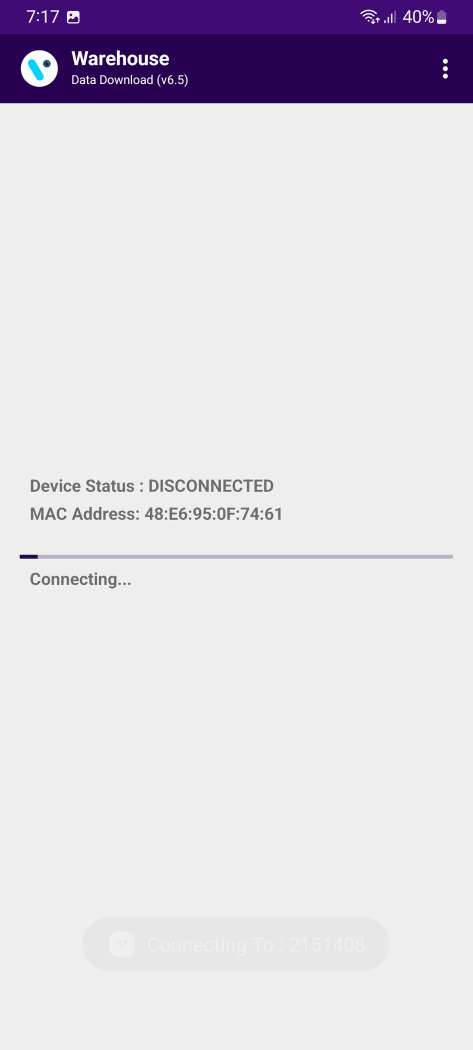 7:17 40%
Warehouse
Data Download (v6.5)
Device Status : DISCONNECTED
MAC Address: 48:E6:95:0F:74:61
Connecting...
Connecting To : 2151408